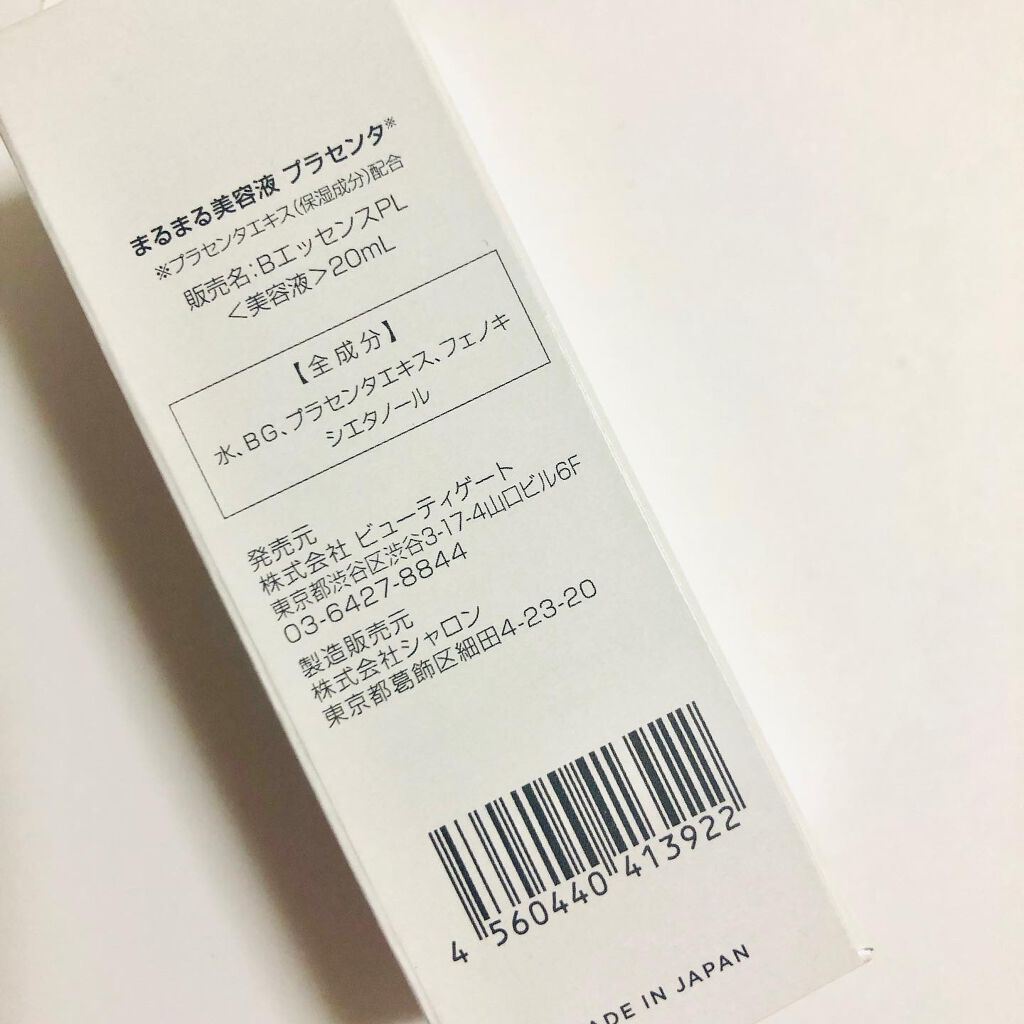 まるまる美容液 プラセンタ※
※プラセンタエキス(保湿成分)配合
販売名:BエッセンスPL
<美容液>20mL
【全成分】
水、BG、プラセンタエキス、フェノキ
シエタノール
発売元
株式会社 ビューティゲート
東京都渋谷区渋谷3-17-4山口ビル6F
03-6427-8844
製造販売元
株式会社シャロン
東京都葛飾区細田4-23-20
4 560440 413922
ADE IN JAPAN